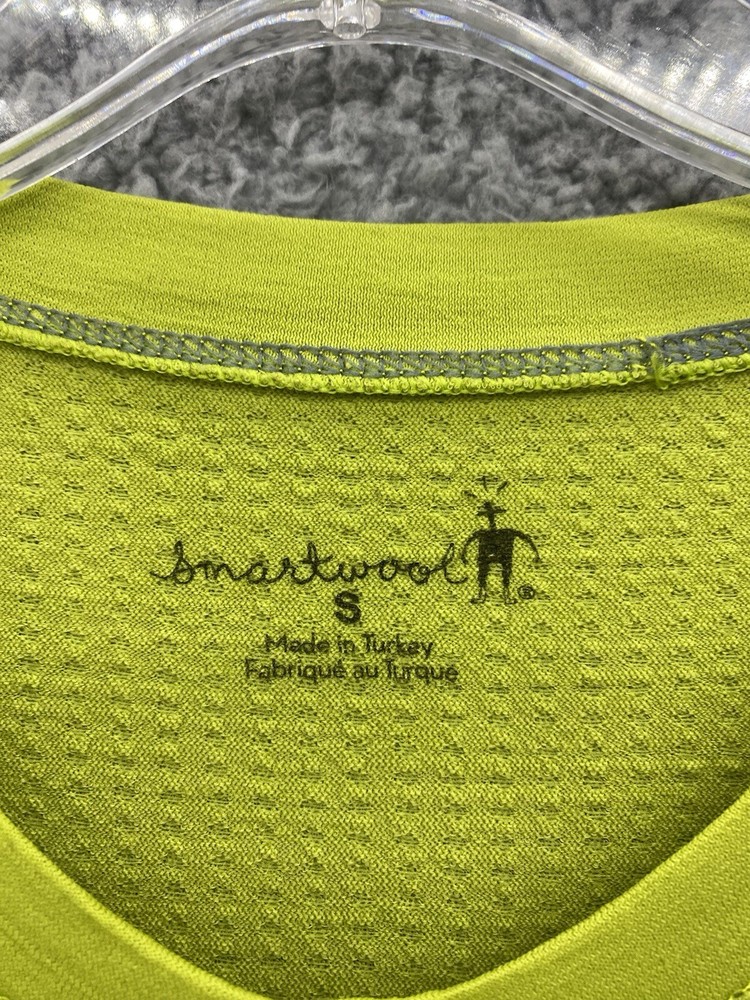 smartwool ®
S
Made in Turkey
Fabriqué au Turque